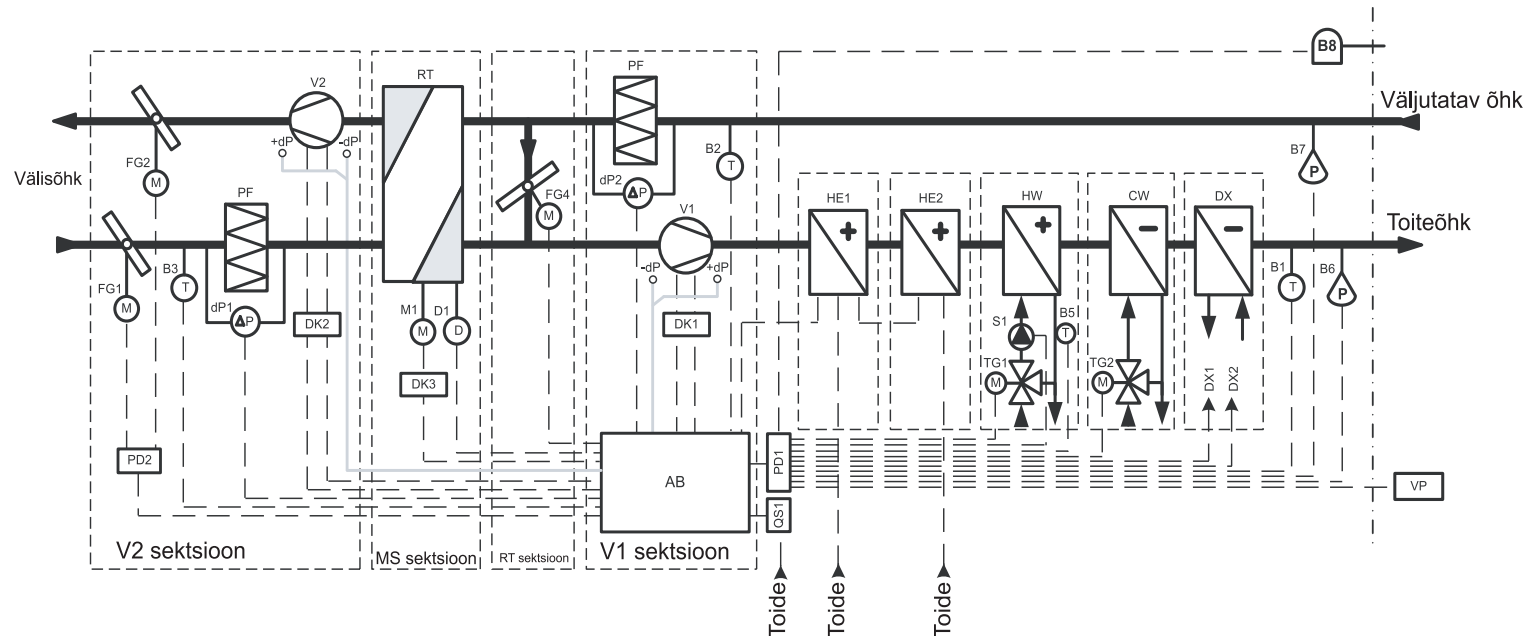 B8
RT
PF
V2
Väljutatav õhk
+dP
-dP
B2
T
B7
P
FG2
M
Välisõhk
dP2
ΔP
FG4
M
PF
V1
HE1
HE2
HW
CW
DX
+
+
+
−
−
Toiteõhk
-dP
+dP
B3
T
B1
T
B6
P
FG1
M
dP1
ΔP
DK2
M1
M
D1
D
DK1
S1
B5
T
TG1
M
TG2
M
DX1
DX2
DK3
PD2
PD1
AB
VP
QS1
V2 sektsioon
MS sektsioon
RT sektsioon
V1 sektsioon
Toide
Toide
Toide